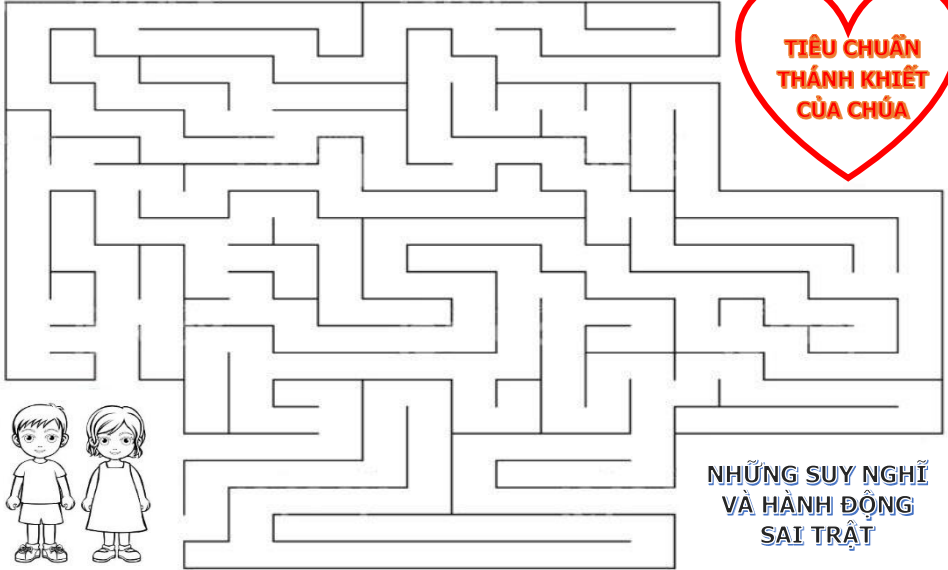 TIÊU CHUẨN
THÁNH KHIẾT
CỦA CHÚA
NHỮNG SUY NGHĨ
VÀ HÀNH ĐỘNG
SAI TRẬT